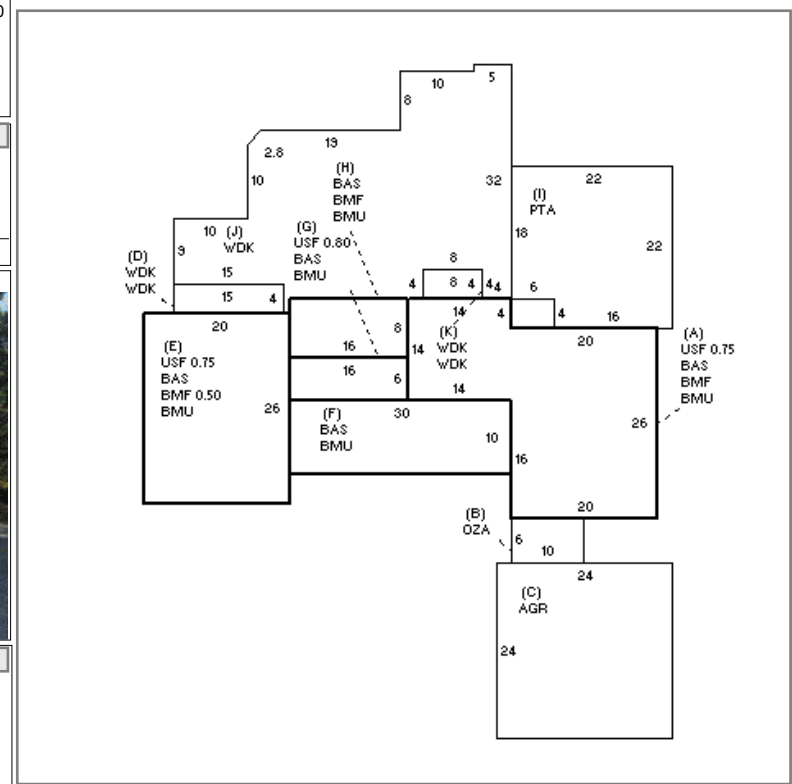 0
5
10
8
19
2.8
10
32
22
(H)
BAS
BMF
BMU
(I)
PTA
18
22
(G)
USF 0.80
BAS
BMU
10 (J)
WDK
9
(D)
WDK
WDK
15
15 4
8
4 8 4 4 4
6
4
16
14 4
20
20
8
16
14
(K)
WDK
WDK
16
6
14
(E)
USF 0.75
BAS
BMF 0.50
BMU
26
(A)
USF 0.75
BAS
BMF
BMU
26
(F)
BAS
BMU
30
10
16
20
(B)
OZA
6
10
24
(C)
AGR
24